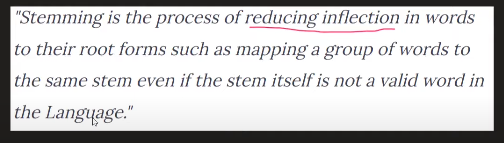 "Stemming is the process of reducing inflection in words
to their root forms such as mapping a group of words to
the same stem even if the stem itself is not a valid word in
the Language."